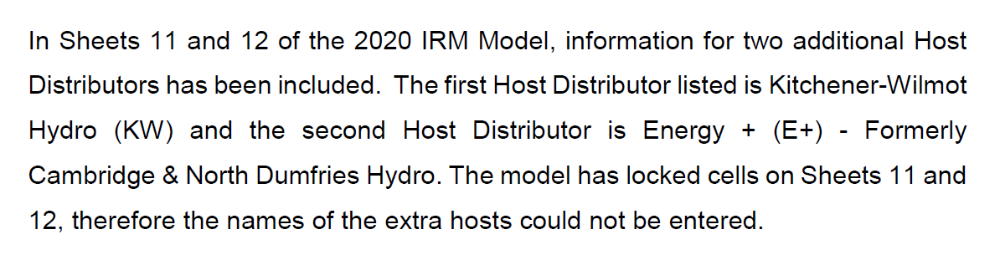 In Sheets 11 and 12 of the 2020 IRM Model, information for two additional Host
Distributors has been included.  The first Host Distributor listed is Kitchener-Wilmot
Hydro (KW) and the second Host Distributor is Energy + (E+) - Formerly
Cambridge & North Dumfries Hydro. The model has locked cells on Sheets 11 and
12, therefore the names of the extra hosts could not be entered.